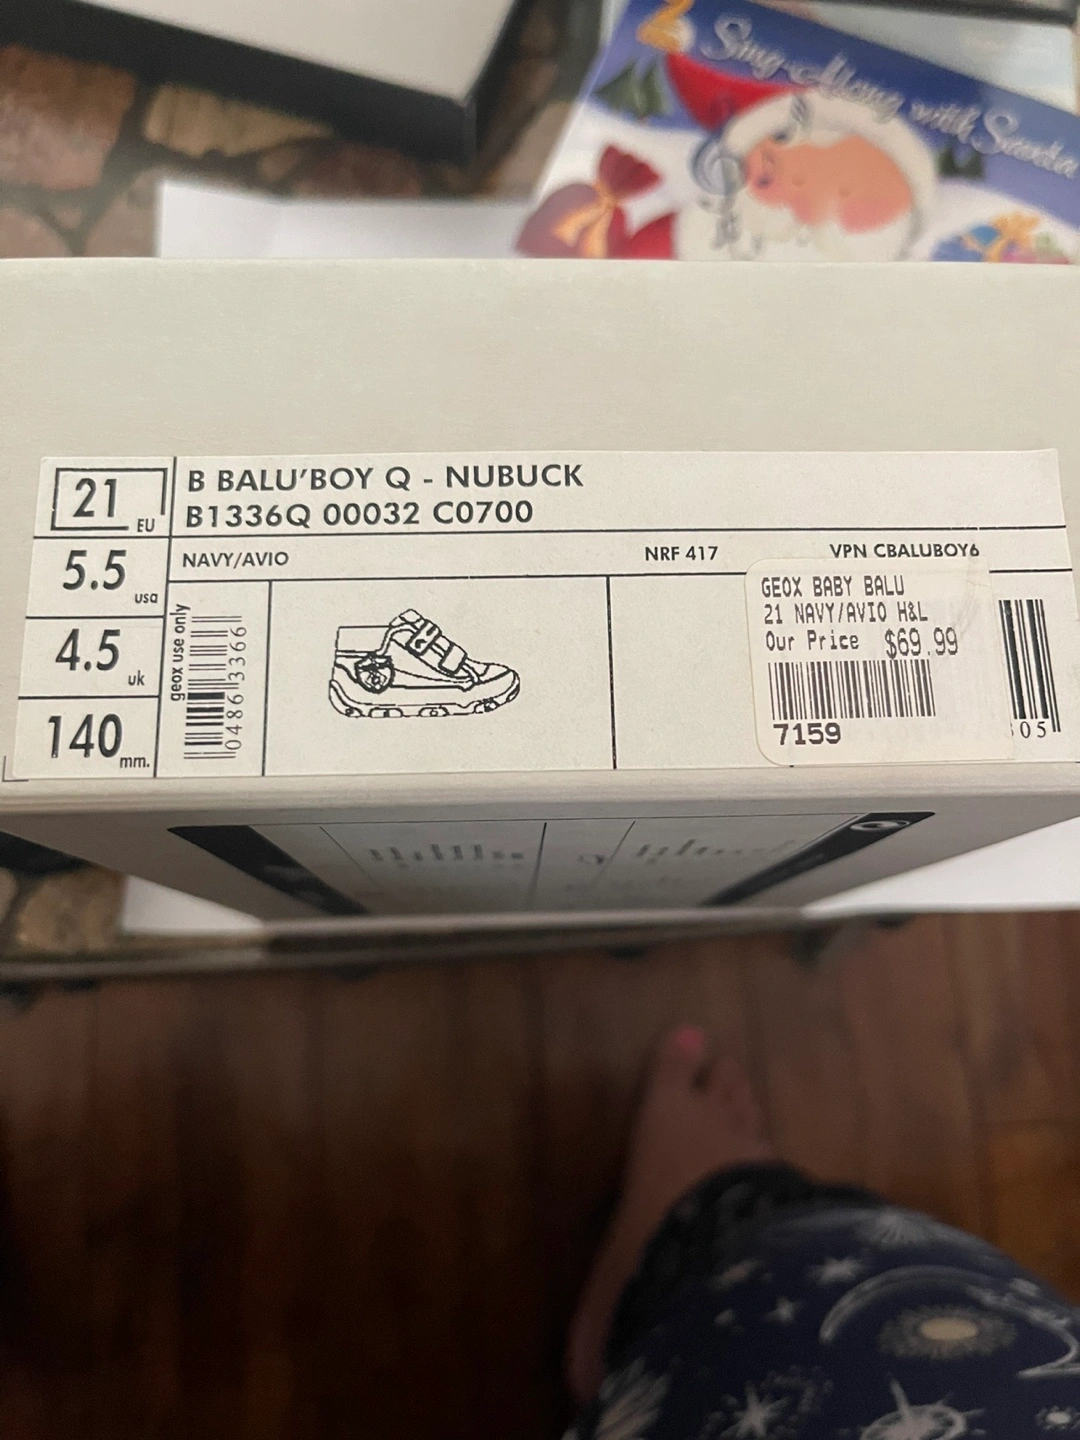 Sing-Along with Santa
21 EU
B BALU'BOY Q - NUBUCK
B1336Q 00032 C0700
5.5 usa
NAVY/AVIO
NRF 417
VPN CBALUBOY6
4.5 uk
140 mm.
geox use only
0486133661
GEOX BABY BALU
21 NAVY/AVIO H&L
Our Price $69.99
7159
05